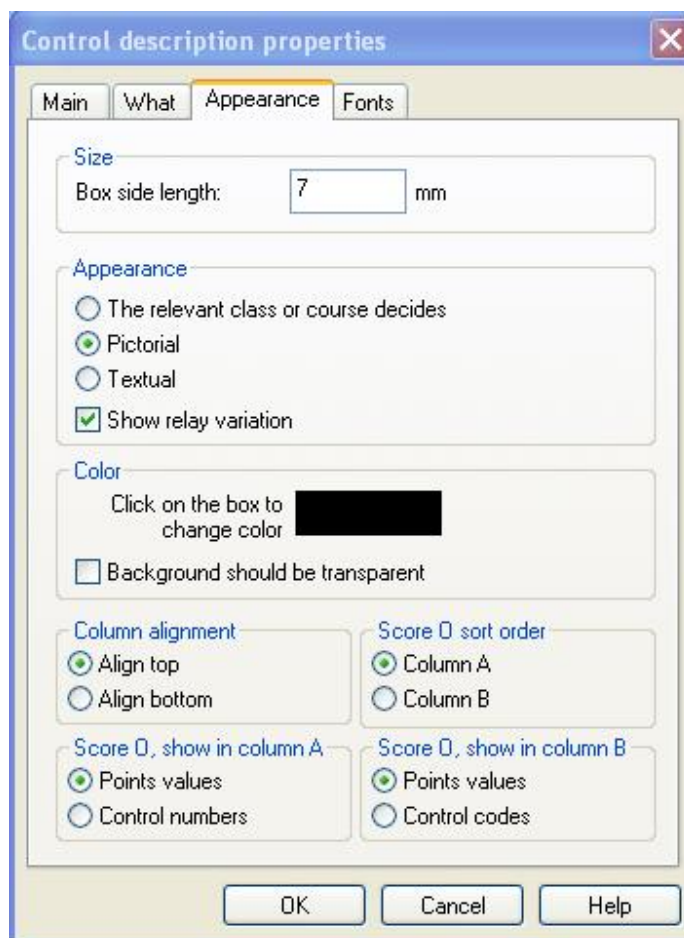 Control description properties
Main What Appearance Fonts
Size
Box side length: 7 mm
Appearance
The relevant class or course decides
Pictorial
Textual
Show relay variation
Color
Click on the box to
change color
Background should be transparent
Column alignment
Align top
Align bottom
Score O sort order
Column A
Column B
Score O, show in column A
Points values
Control numbers
Score O, show in column B
Points values
Control codes
OK Cancel Help